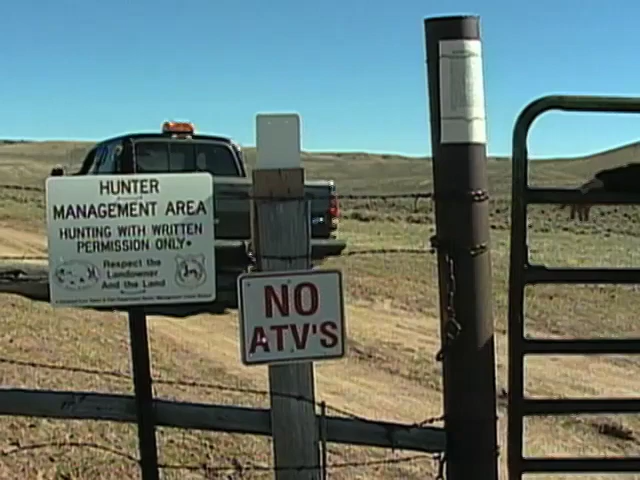 HUNTER
MANAGEMENT AREA
HUNTING WITH WRITTEN
PERMISSION ONLY
Respect the
Landowner
And the Land
NO
ATV'S